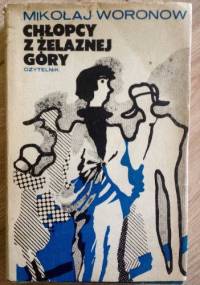 MIKOŁAJ WORONOW
CHŁOPCY
Z ŻELAZNEJ
GÓRY
CZYTELNIK